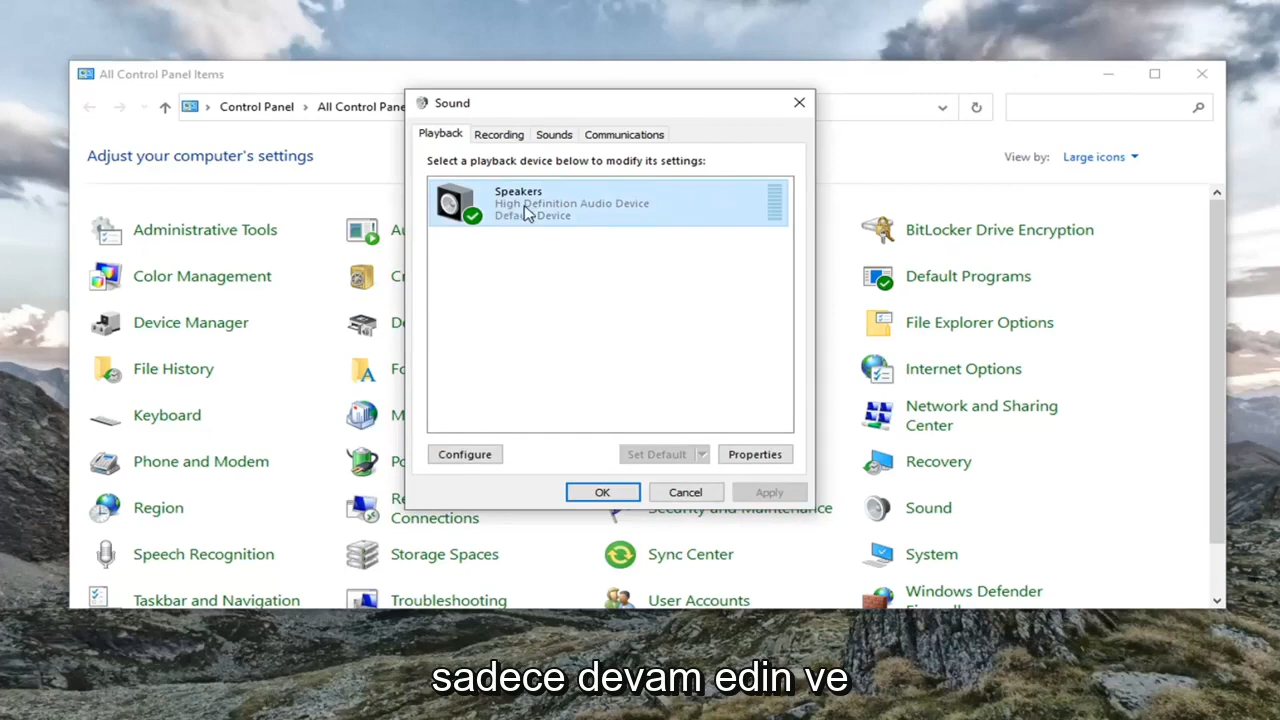 All Control Panel Items
Control Panel
All Control Pane
Adjust your computer's settings
View by:
Large icons
Sound
Playback
Recording
Sounds
Communications
Select a playback device below to modify its settings:
Speakers
High Definition Audio Device
Default Device
Configure
Set Default
Properties
OK
Cancel
Apply
Administrative Tools
BitLocker Drive Encryption
Color Management
Default Programs
Device Manager
File Explorer Options
File History
Internet Options
Keyboard
Network and Sharing
Center
Phone and Modem
Recovery
Region
Connections
Security and Maintenance
Sound
Speech Recognition
Storage Spaces
Sync Center
System
Taskbar and Navigation
Troubleshooting
User Accounts
Windows Defender
sadece devam edin ve